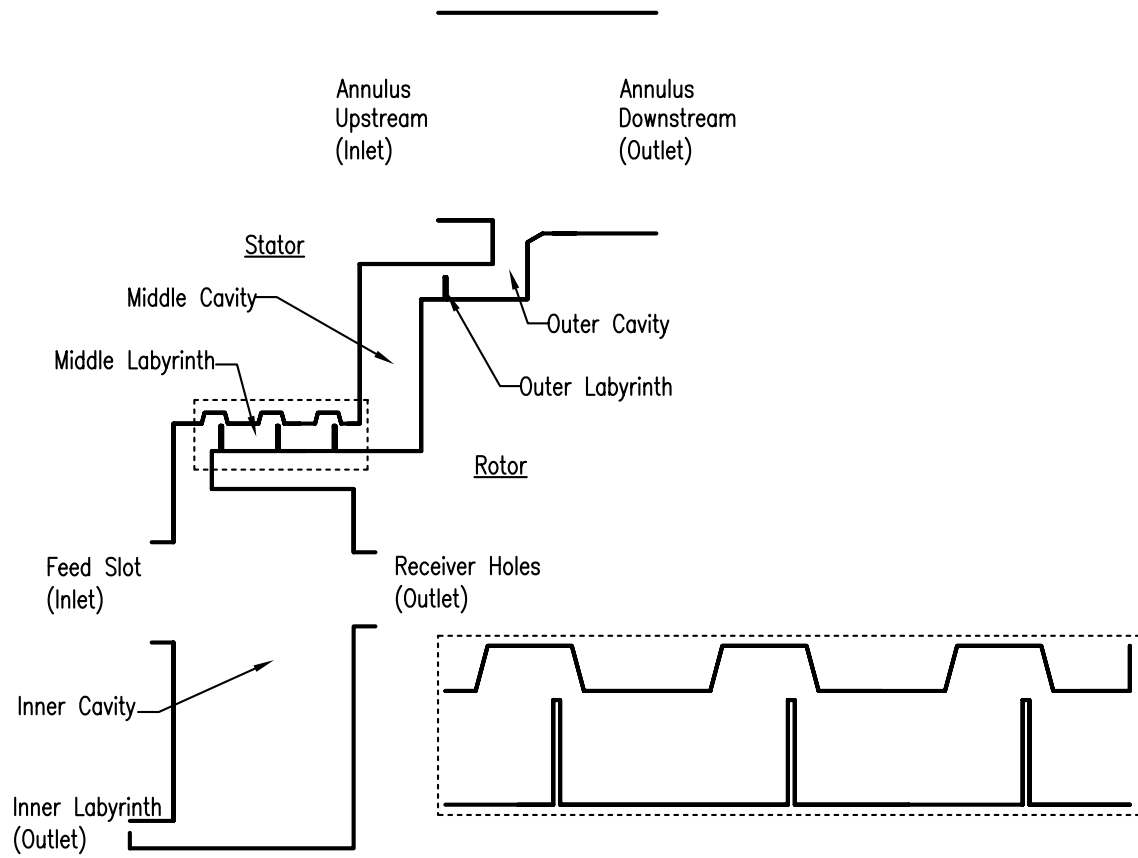 Annulus
Upstream
(Inlet)
Annulus
Downstream
(Outlet)
Stator
Middle Cavity
Outer Cavity
Middle Labyrinth
Outer Labyrinth
Rotor
Feed Slot
(Inlet)
Receiver Holes
(Outlet)
Inner Cavity
Inner Labyrinth
(Outlet)